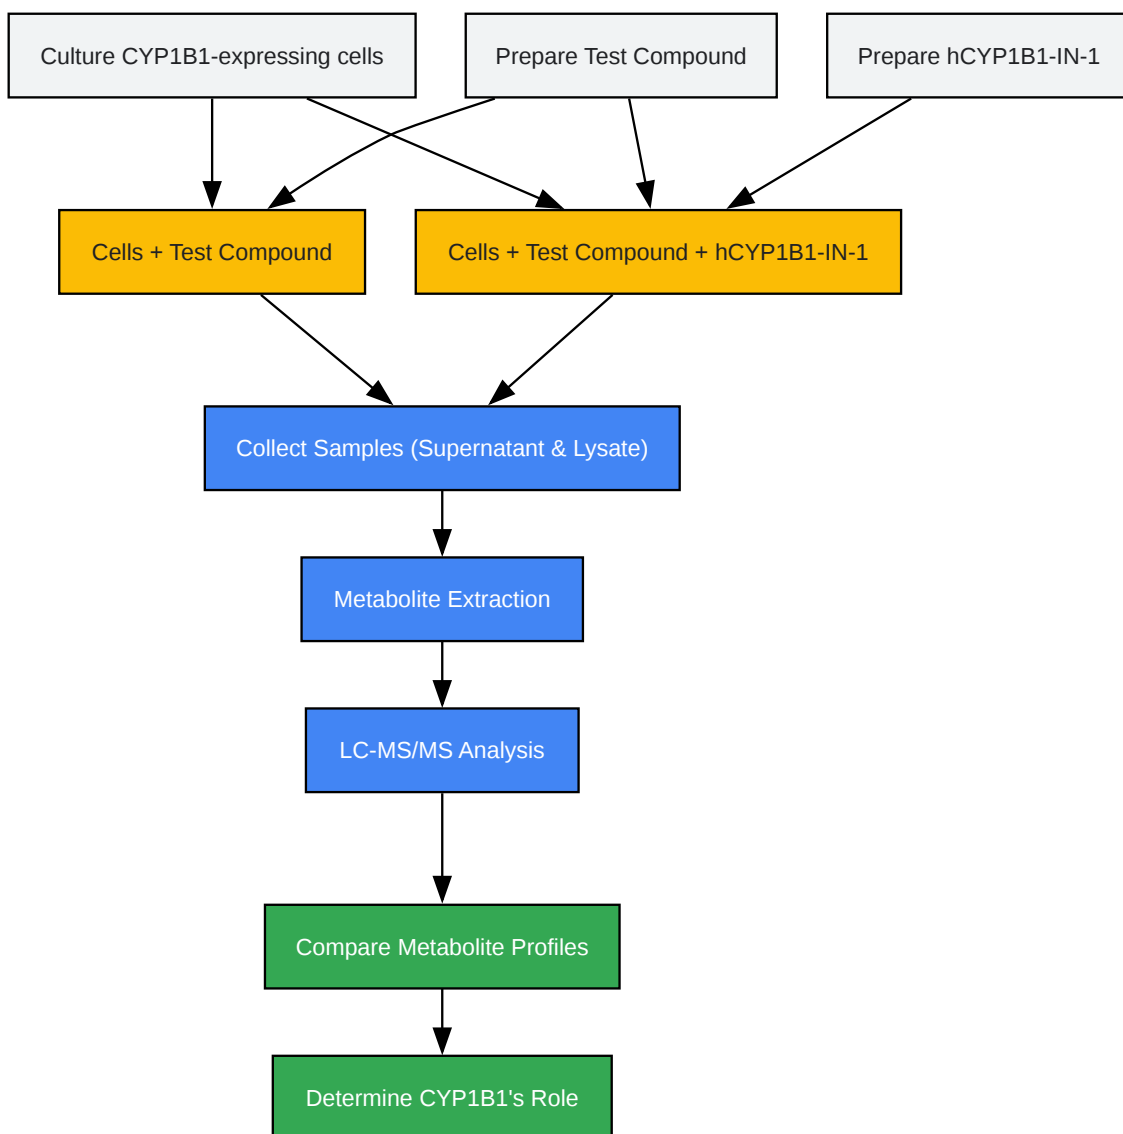 Culture CYP1B1-expressing cells
Prepare Test Compound
Prepare hCYP1B1-IN-1
Cells + Test Compound
Cells + Test Compound + hCYP1B1-IN-1
Collect Samples (Supernatant & Lysate)
Metabolite Extraction
LC-MS/MS Analysis
Compare Metabolite Profiles
Determine CYP1B1's Role